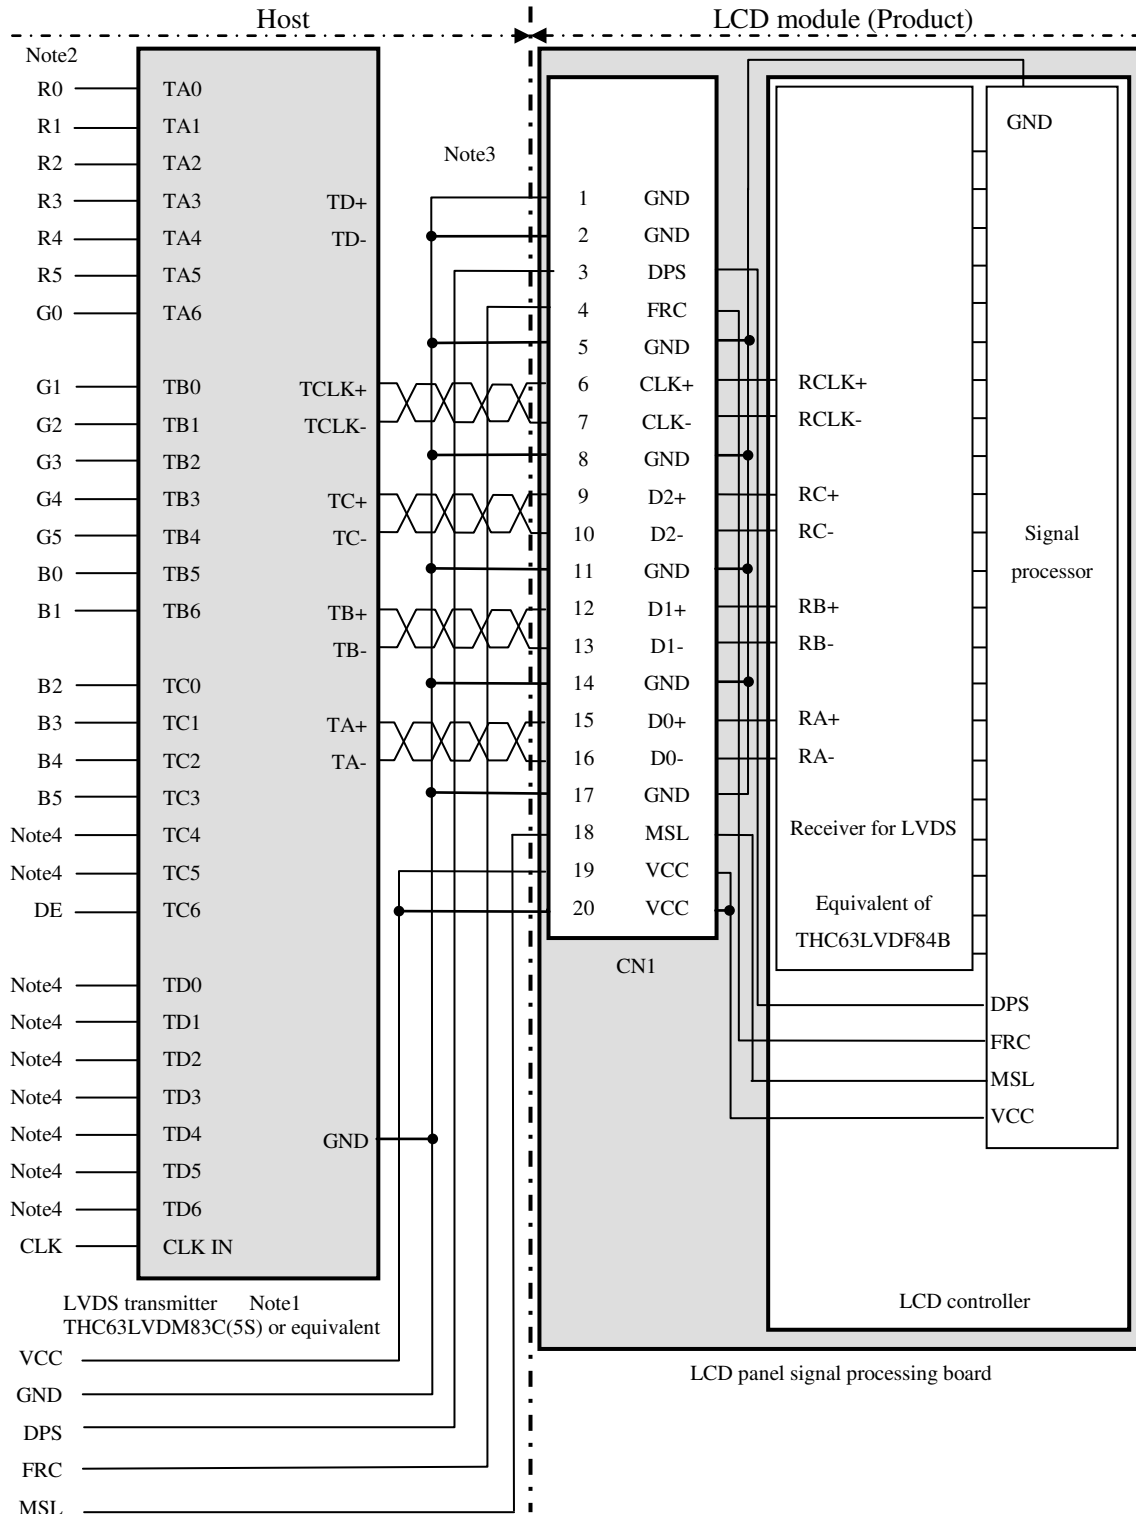 Host LCD module (Product)
Note2
R0 TA0
R1 TA1
R2 TA2
Note3
R3 TA3 TD+
R4 TA4 TD-
R5 TA5
G0 TA6
G1 TB0 TCLK+
G2 TB1 TCLK-
G3 TB2
G4 TB3 TC+
G5 TB4 TC-
B0 TB5
B1 TB6 TB+
TB-
B2 TC0
B3 TC1 TA+
B4 TC2 TA-
B5 TC3
Note4 TC4
Note4 TC5
DE TC6
Note4 TD0
Note4 TD1
Note4 TD2
Note4 TD3
Note4 TD4 GND
Note4 TD5
Note4 TD6
CLK CLK IN
LVDS transmitter Note1
THC63LVDM83C(5S) or equivalent
VCC
GND
DPS
FRC
MSL
1 GND
2 GND
3 DPS
4 FRC
5 GND
6 CLK+
7 CLK-
8 GND
9 D2+
10 D2-
11 GND
12 D1+
13 D1-
14 GND
15 D0+
16 D0-
17 GND
18 MSL
19 VCC
20 VCC
CN1
RCLK+
RCLK-
RC+
RC-
RB+
RB-
RA+
RA-
Receiver for LVDS
Equivalent of
THC63LVDF84B
GND
Signal
processor
DPS
FRC
MSL
VCC
LCD controller
LCD panel signal processing board